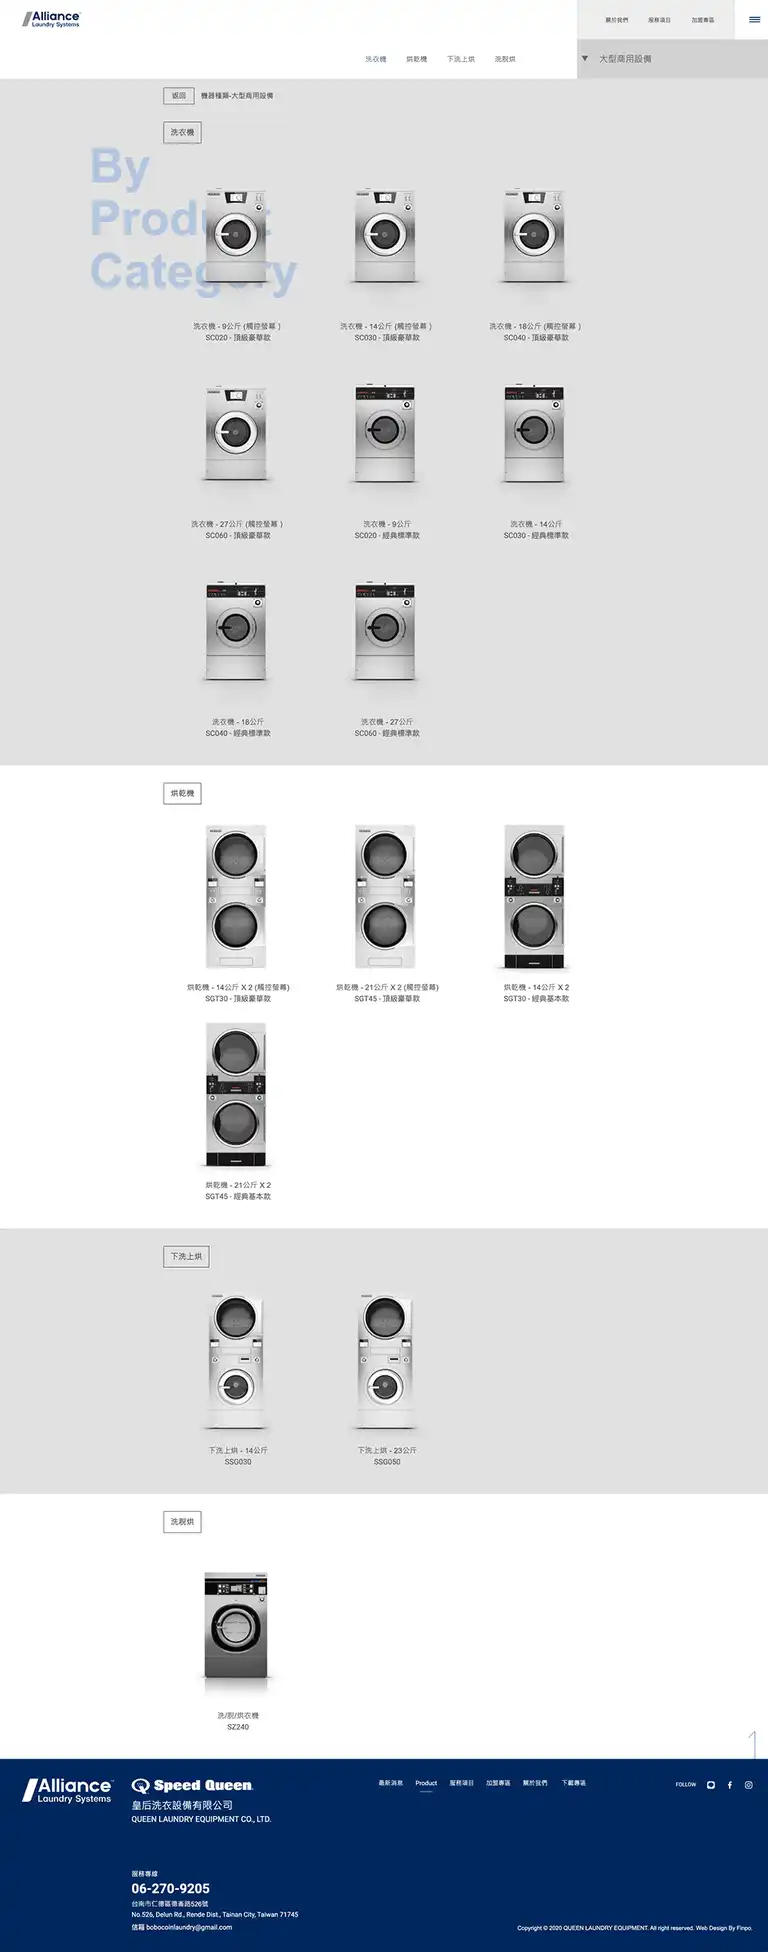 Alliance
Laundry Systems
關於我們
服務項目
加盟專區
洗衣機
烘乾機
下洗上烘
洗脫烘
▼ 大型商用設備
返回
機器種類-大型商用設備
洗衣機
By
Product
Category
洗衣機 - 9公斤 (觸控螢幕 )
SC020 - 頂級豪華款
洗衣機 - 14公斤 (觸控螢幕 )
SC030 - 頂級豪華款
洗衣機 - 18公斤 (觸控螢幕 )
SC040 - 頂級豪華款
洗衣機 - 27公斤 (觸控螢幕 )
SC060 - 頂級豪華款
洗衣機 - 9公斤
SC020 - 經典標準款
洗衣機 - 14公斤
SC030 - 經典標準款
洗衣機 - 18公斤
SC040 - 經典標準款
洗衣機 - 27公斤
SC060 - 經典標準款
烘乾機
烘乾機 - 14公斤 X 2 (觸控螢幕)
SGT30 - 頂級豪華款
烘乾機 - 21公斤 X 2 (觸控螢幕)
SGT45 - 頂級豪華款
烘乾機 - 14公斤 X 2
SGT30 - 經典基本款
烘乾機 - 21公斤 X 2
SGT45 - 經典基本款
下洗上烘
下洗上烘 - 14公斤
SSG030
下洗上烘 - 23公斤
SSG050
洗脫烘
洗/脫/烘衣機
SZ240
Alliance
Laundry Systems
Speed Queen
皇后洗衣設備有限公司
QUEEN LAUNDRY EQUIPMENT CO., LTD.
最新消息
Product
服務項目
加盟專區
關於我們
下載專區
FOLLOW
服務專線
06-270-9205
台南市仁德區德崙路526號
No.526, Delun Rd., Rende Dist., Tainan City, Taiwan 71745
信箱 bobocoinlaundry@gmail.com
Copyright © 2020 QUEEN LAUNDRY EQUIPMENT. All right reserved. Web Design By Finpo.